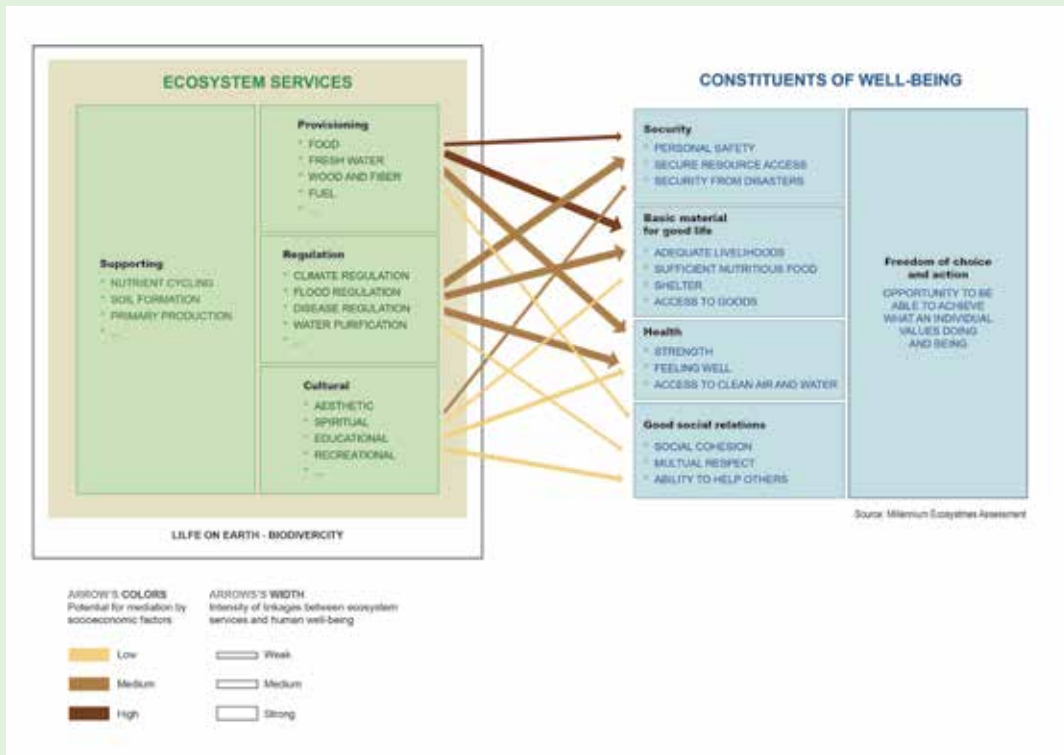 ECOSYSTEM SERVICES
Supporting
° NUTRIENT CYCLING
° SOIL FORMATION
° PRIMARY PRODUCTION
° ...
Provisioning
° FOOD
° FRESH WATER
° WOOD AND FIBER
° FUEL
° ...
Regulation
° CLIMATE REGULATION
° FLOOD REGULATION
° DISEASE REGULATION
° WATER PURIFICATION
° ...
Cultural
° AESTHETIC
° SPIRITUAL
° EDUCATIONAL
° RECREATIONAL
° ...
LILFE ON EARTH - BIODIVERCITY
CONSTITUENTS OF WELL-BEING
Security
° PERSONAL SAFETY
° SECURE RESOURCE ACCESS
° SECURITY FROM DISASTERS
Basic material
for good life
° ADEQUATE LIVELIHOODS
° SUFFICIENT NUTRITIOUS FOOD
° SHELTER
° ACCESS TO GOODS
Health
° STRENGTH
° FEELING WELL
° ACCESS TO CLEAN AIR AND WATER
Good social relations
° SOCIAL COHESION
° MULTUAL RESPECT
° ABILITY TO HELP OTHERS
Freedom of choice
and action
OPPORTUNITY TO BE
ABLE TO ACHIEVE
WHAT AN INDIVIDUAL
VALUES DOING
AND BEING
Source: Millennium Assessment
ARROW'S COLORS
Potential for mediation by
socioeconomic factors
Low
Medium
High
ARROWS'S WIDTH
Intensity of linkages between ecosystem
services and human well-being
Weak
Medium
Strong